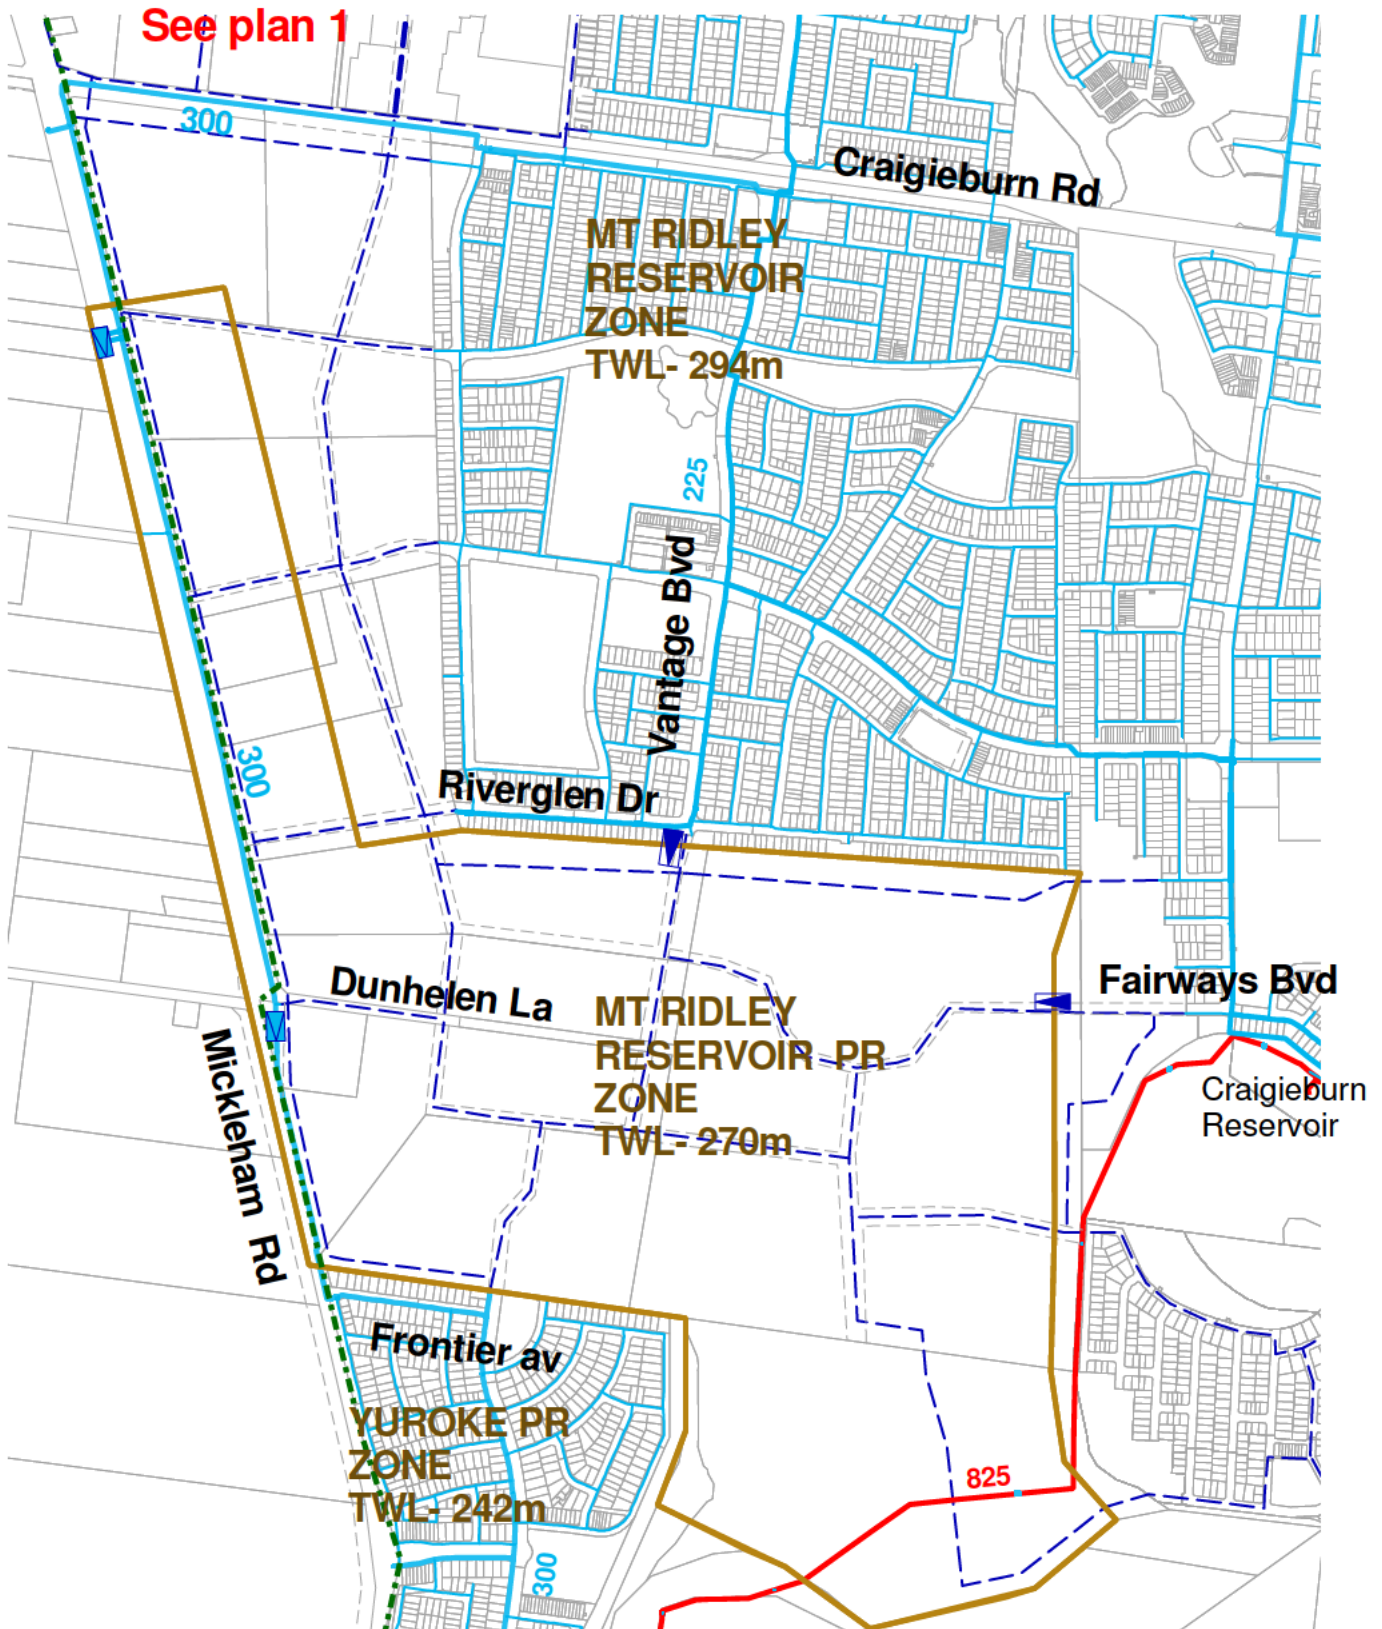 See plan 1
300
Craigieburn Rd
MT RIDLEY
RESERVOIR
ZONE
TWL- 294m
225
Vantage Bvd
300
Riverglen Dr
Fairways Bvd
Dunhelen La
MT RIDLEY
RESERVOIR PR
ZONE
TWL- 270m
Craigieburn
Reservoir
Mickleham Rd
Frontier av
YUROKE PR
ZONE
TWL- 242m
825
300